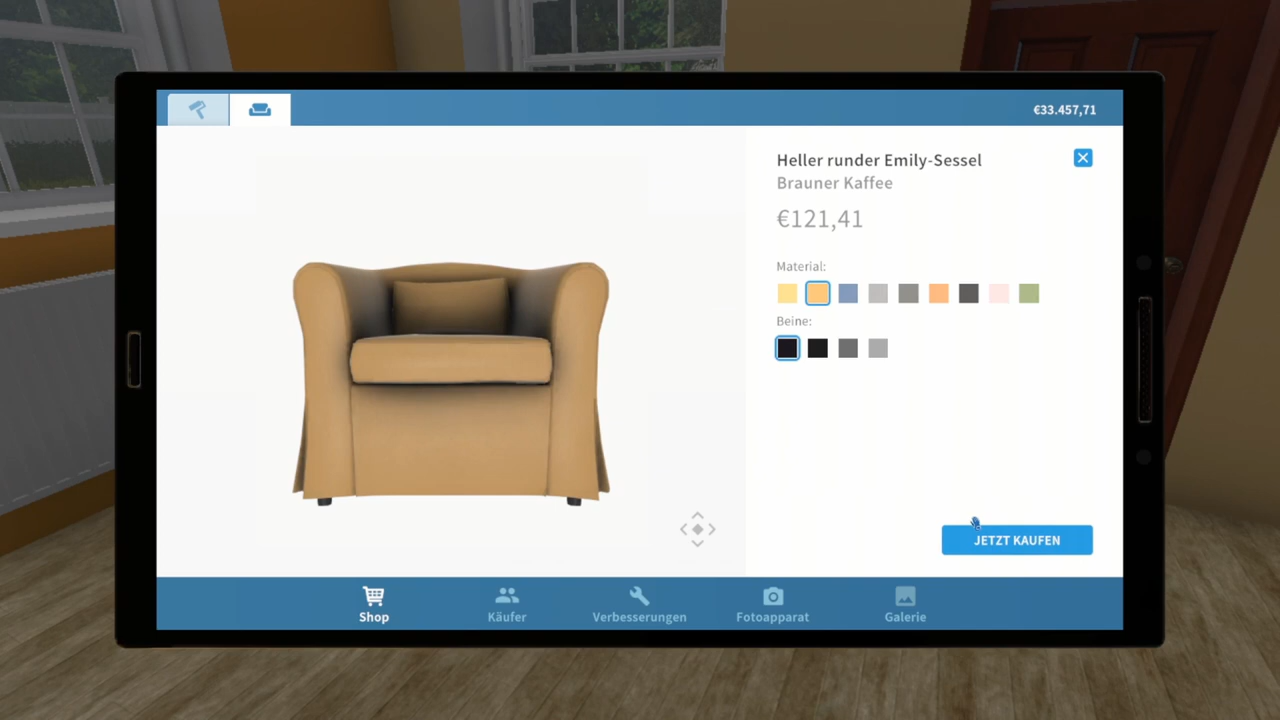 €33.457,71
Heller runder Emily-Sessel
Brauner Kaffee
€121,41
Material:
Beine:
JETZT KAUFEN
Shop
Käufer
Verbesserungen
Fotoapparat
Galerie